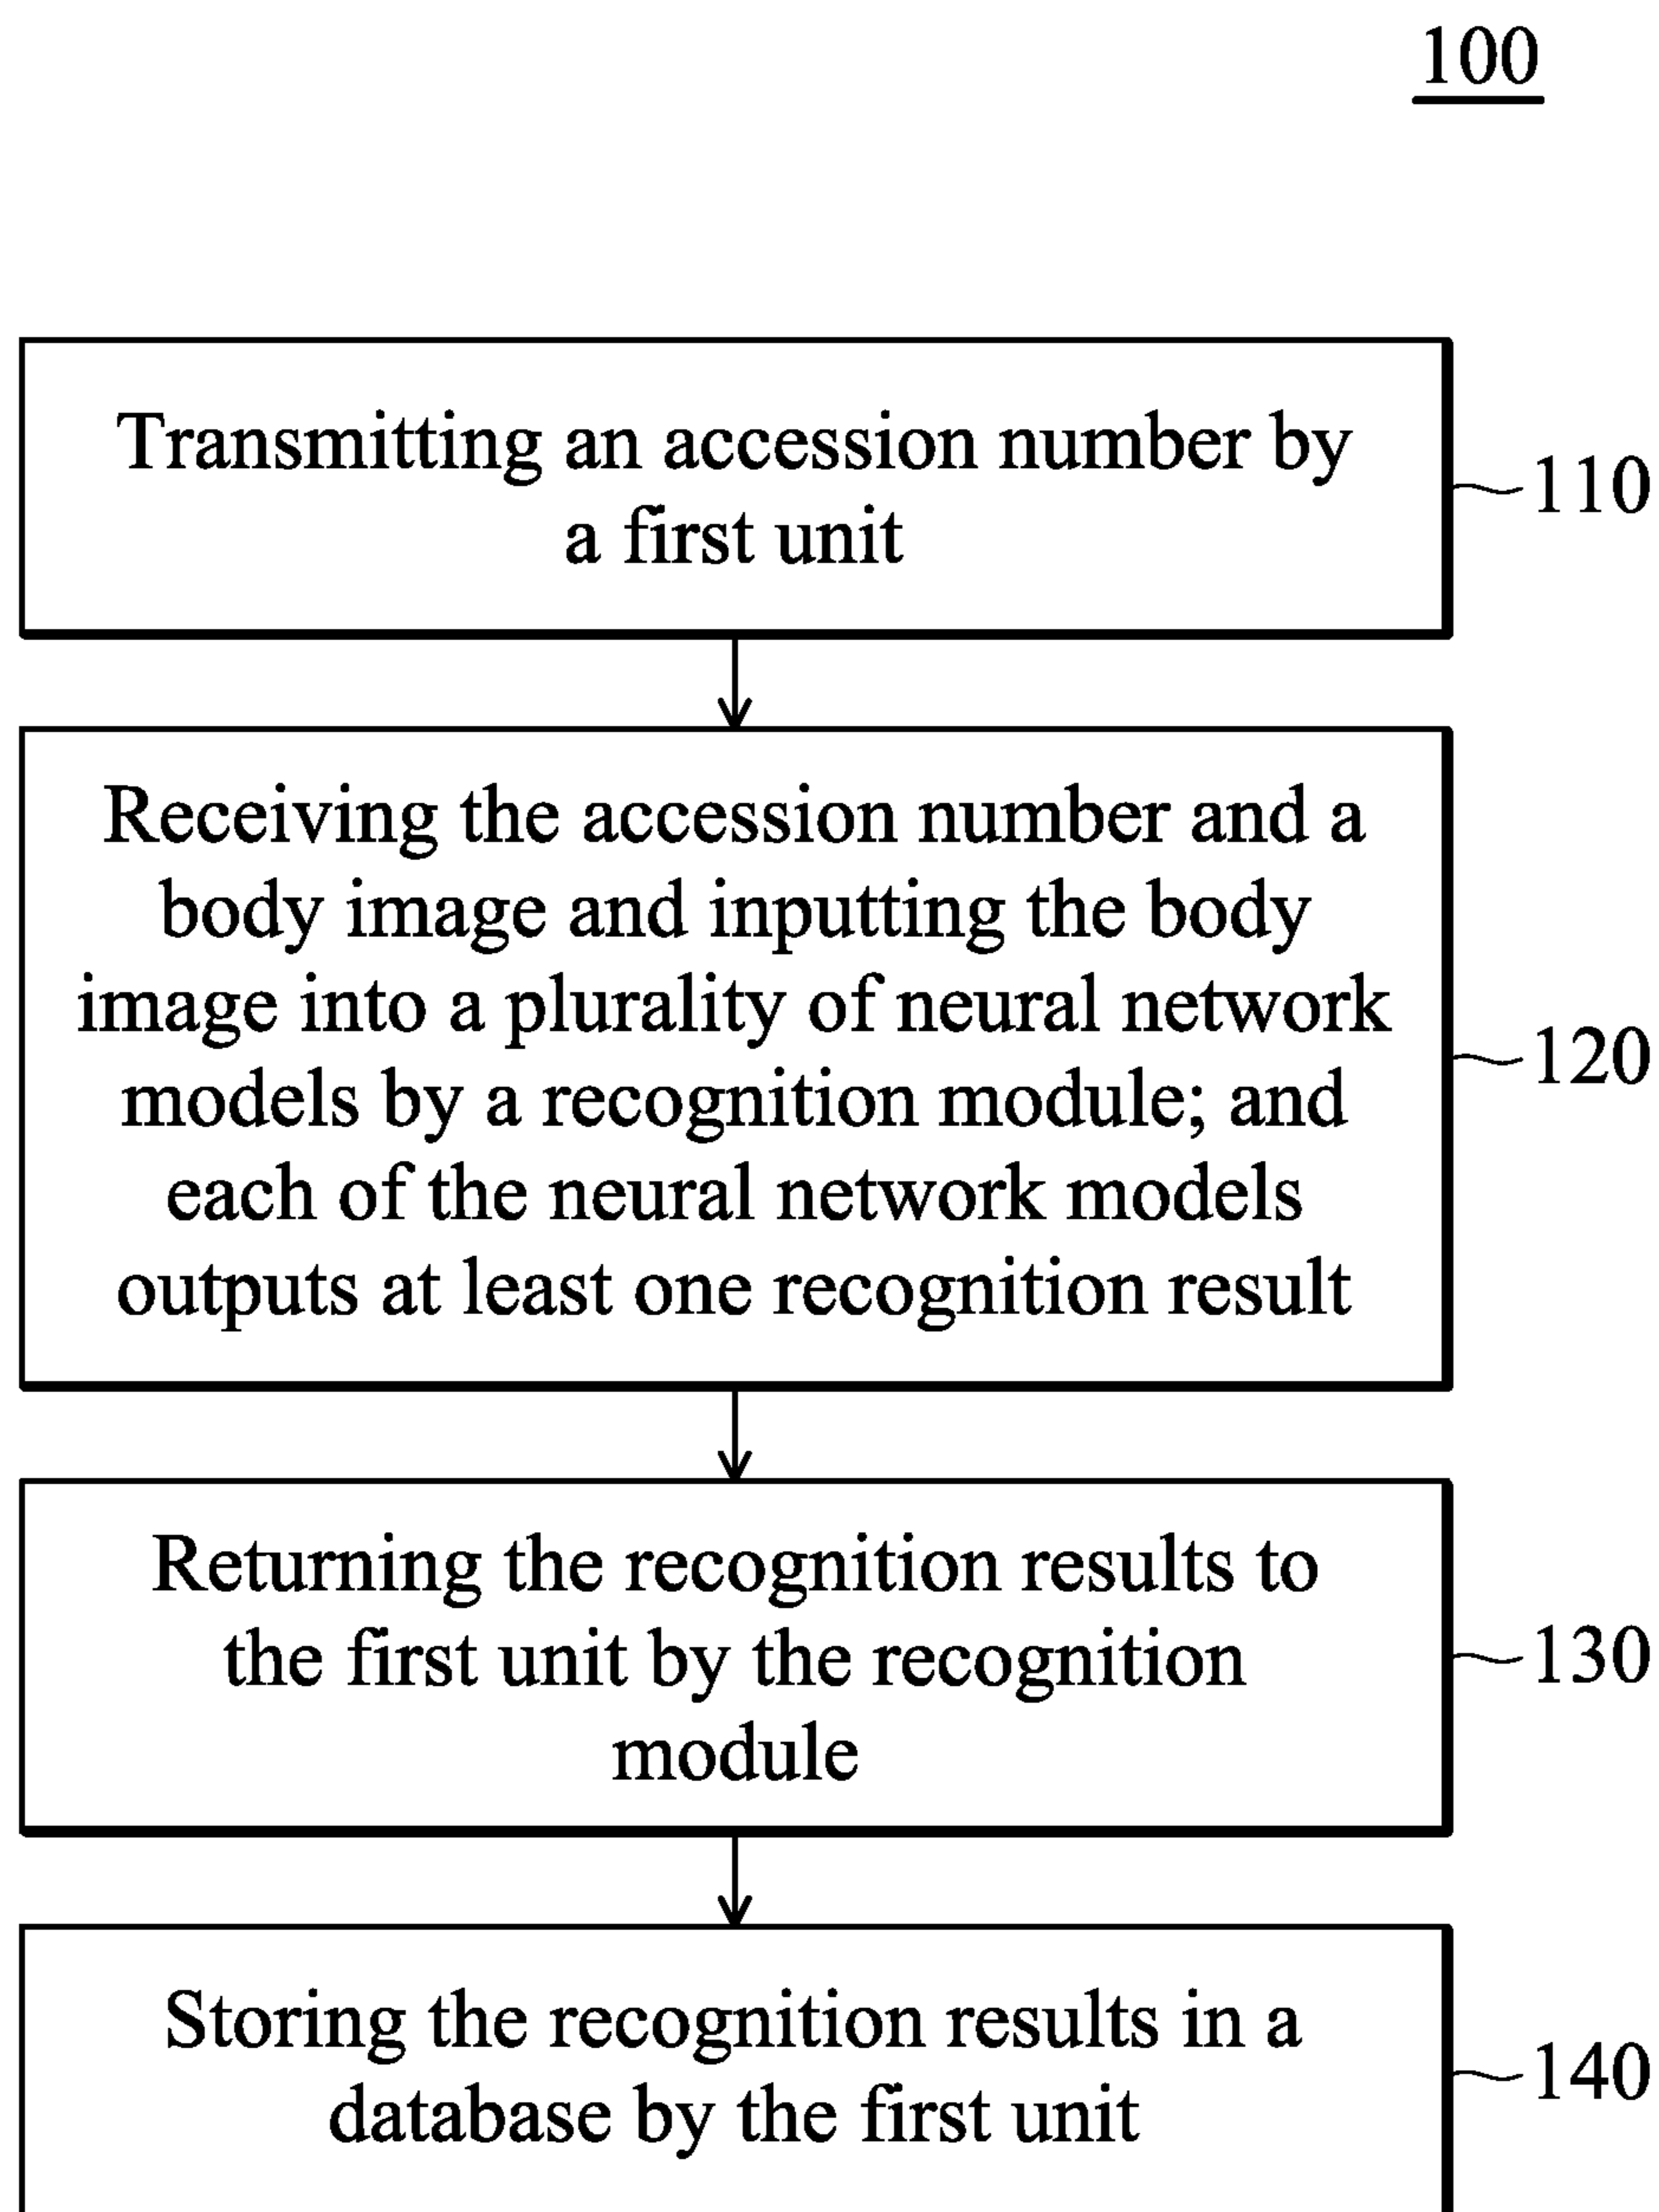 100
Transmitting an accession number by
a first unit
110
Receiving the accession number and a
body image and inputting the body
image into a plurality of neural network
models by a recognition module; and
each of the neural network models
outputs at least one recognition result
120
Returning the recognition results to
the first unit by the recognition
module
130
Storing the recognition results in a
database by the first unit
140